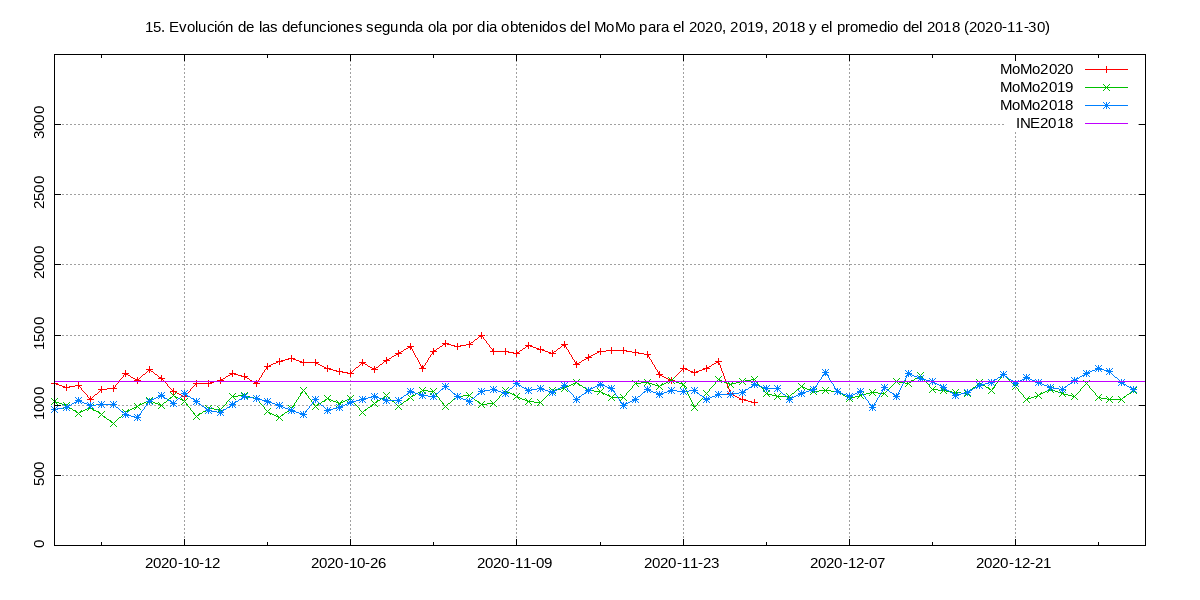 15. Evolución de las defunciones segunda ola por dia obtenidos del MoMo para el 2020, 2019, 2018 y el promedio del 2018 (2020-11-30)
MoMo2020
MoMo2019
MoMo2018
INE2018
3000
2500
2000
1500
1000
500
0
2020-10-12 2020-10-26 2020-11-09 2020-11-23 2020-12-07 2020-12-21